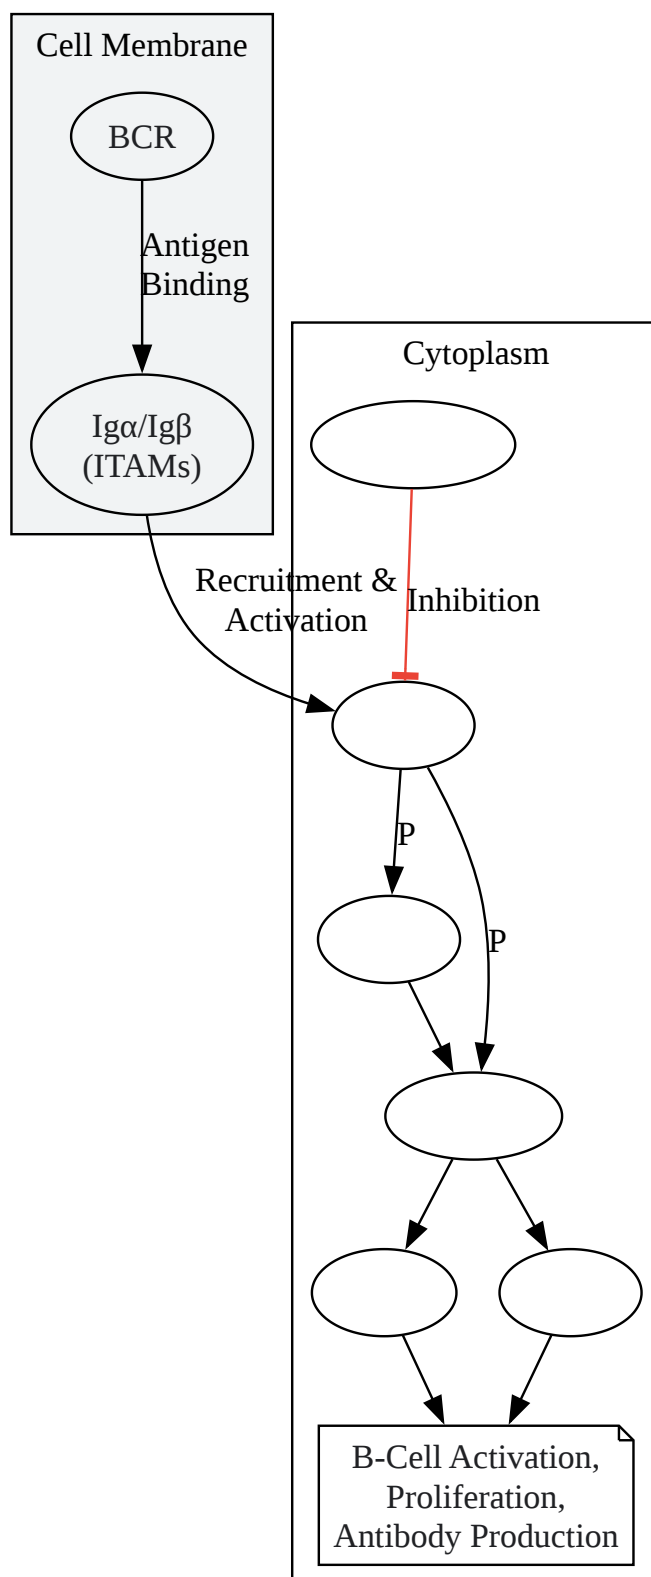 Cell Membrane
BCR
Antigen
Binding
Igα/Igβ
(ITAMs)
Cytoplasm
Recruitment &
Activation
Inhibition
P
P
B-Cell Activation,
Proliferation,
Antibody Production